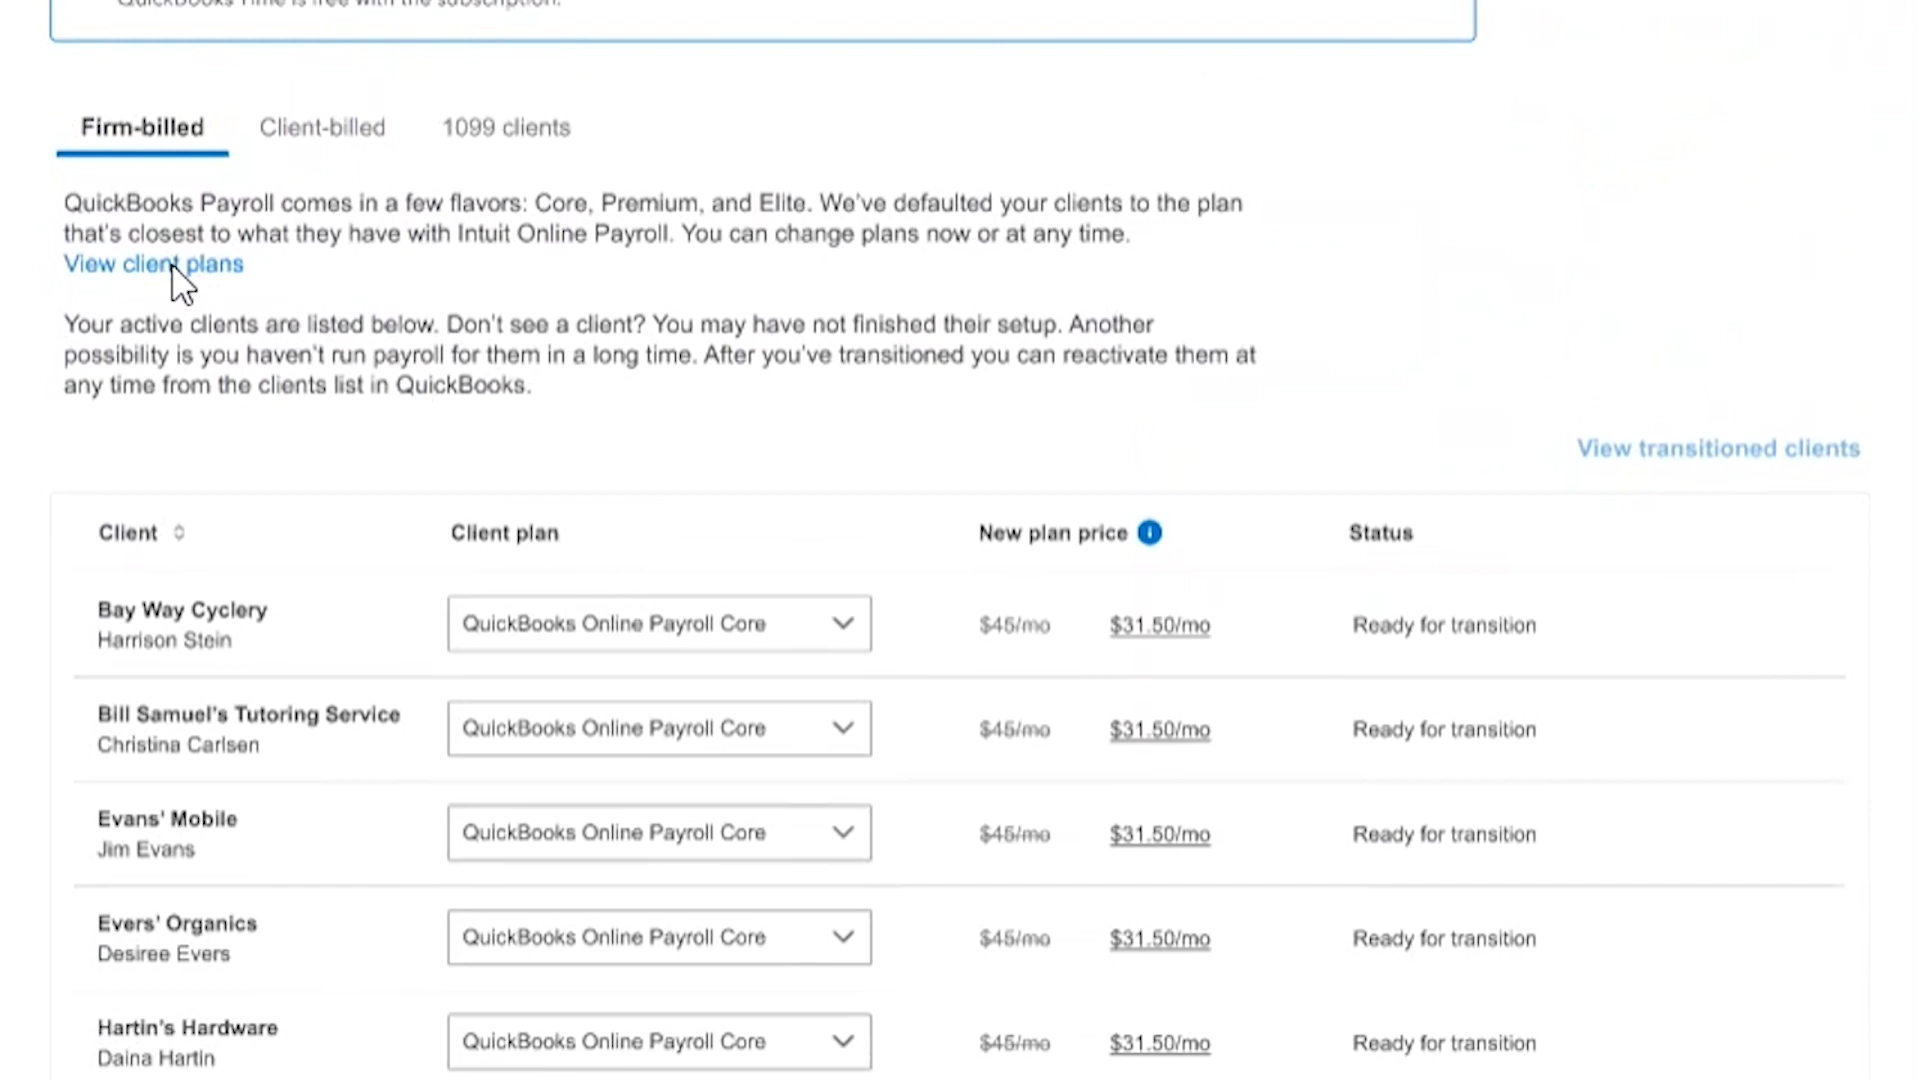 QuickBooks Time is free with the subscription.
Firm-billed Client-billed 1099 clients
QuickBooks Payroll comes in a few flavors: Core, Premium, and Elite. We've defaulted your clients to the plan
that's closest to what they have with Intuit Online Payroll. You can change plans now or at any time.
View client plans
Your active clients are listed below. Don't see a client? You may have not finished their setup. Another
possibility is you haven't run payroll for them in a long time. After you've transitioned you can reactivate them at
any time from the clients list in QuickBooks.
View transitioned clients
Client Client plan New plan price i Status
Bay Way Cyclery
Harrison Stein
QuickBooks Online Payroll Core $45/mo $31.50/mo Ready for transition
Bill Samuel's Tutoring Service
Christina Carlsen
QuickBooks Online Payroll Core $45/mo $31.50/mo Ready for transition
Evans' Mobile
Jim Evans
QuickBooks Online Payroll Core $45/mo $31.50/mo Ready for transition
Evers' Organics
Desiree Evers
QuickBooks Online Payroll Core $45/mo $31.50/mo Ready for transition
Hartin's Hardware
Daina Hartin
QuickBooks Online Payroll Core $45/mo $31.50/mo Ready for transition